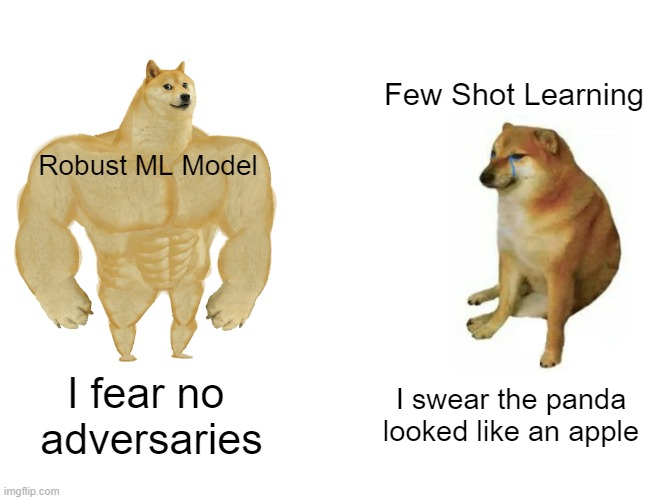 Few Shot Learning
Robust ML Model
I fear no
adversaries
I swear the panda
looked like an apple
imgflip.com